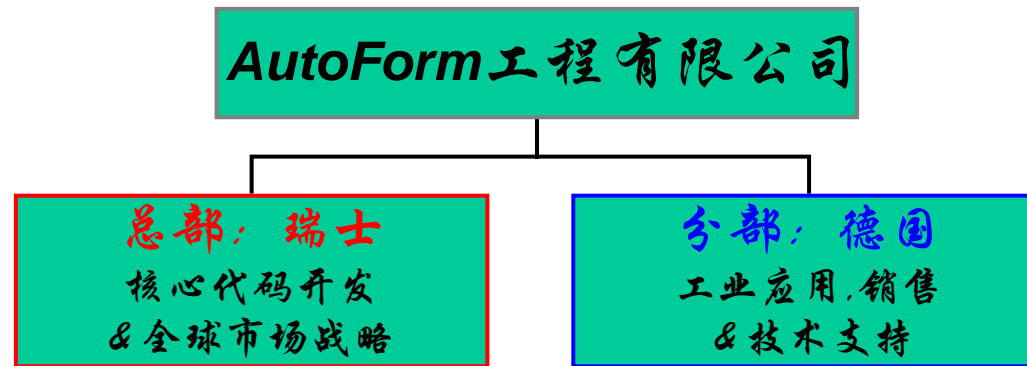 AutoForm工程有限公司
总部：瑞士
核心代码开发
&全球市场战略
分部：德国
工业应用,销售
&技术支持